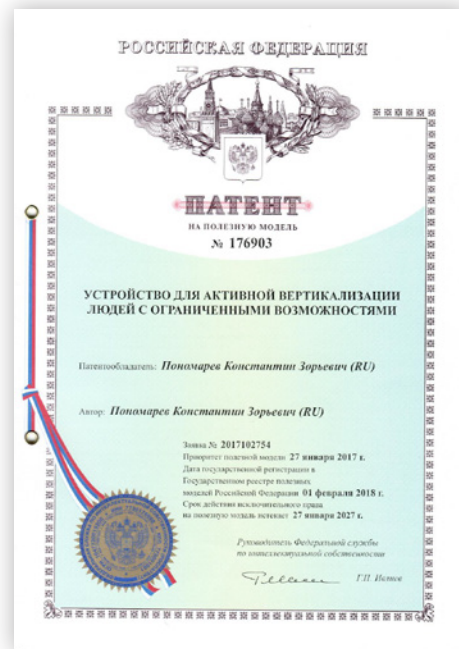 РОССИЙСКАЯ ФЕДЕРАЦИЯ
ПАТЕНТ
НА ПОЛЕЗНУЮ МОДЕЛЬ
№ 176903
УСТРОЙСТВО ДЛЯ АКТИВНОЙ ВЕРТИКАЛИЗАЦИИ
ЛЮДЕЙ С ОГРАНИЧЕННЫМИ ВОЗМОЖНОСТЯМИ
Патентообладатель: Пономарев Константин Зорьевич (RU)
Автор: Пономарев Константин Зорьевич (RU)
Заявка № 2017102754
Приоритет полезной модели 27 января 2017 г.
Дата государственной регистрации в
Государственном реестре полезных
моделей Российской Федерации 01 февраля 2018 г.
Срок действия исключительного права
на полезную модель истекает 27 января 2027 г.
Руководитель Федеральной службы
по интеллектуальной собственности
Г.П. Ивлиев